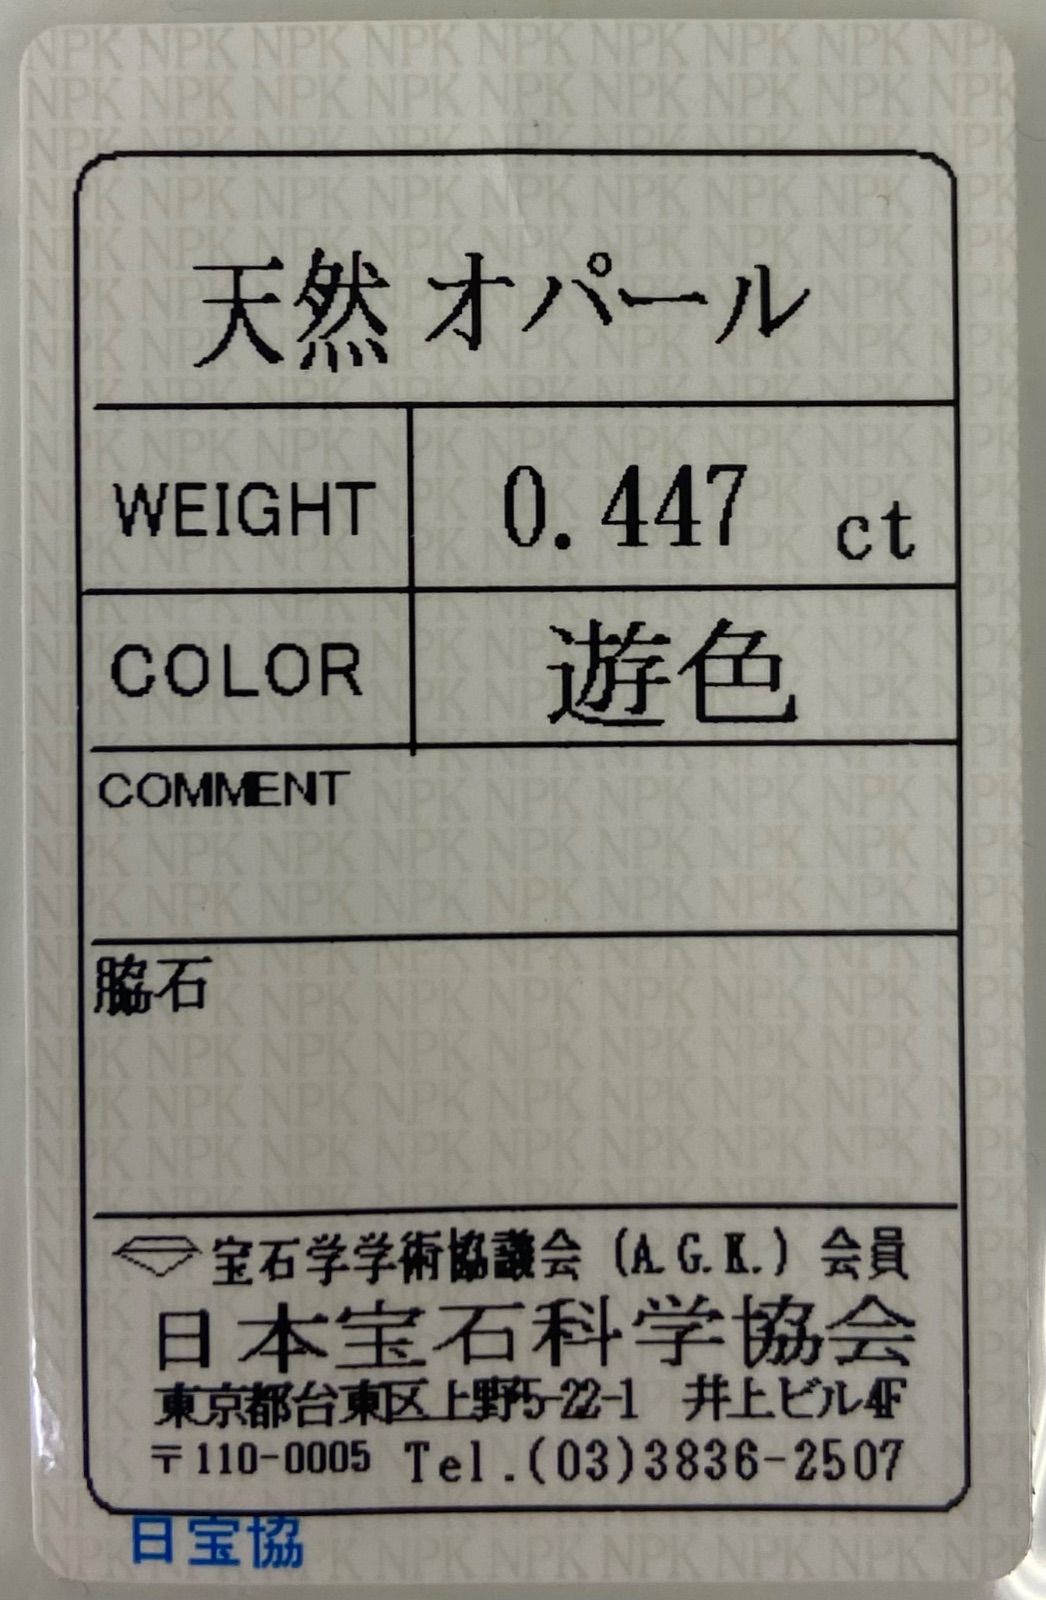 天然 オパール
WEIGHT 0.447 ct
COLOR 遊色
COMMENT
脇石
宝石学学術協議会 (A.G.K.) 会員
日本宝石科学協会
東京都台東区上野5-22-1 井上ビル4F
〒110-0005 Tel.(03)3836-2507
日宝協
NPK